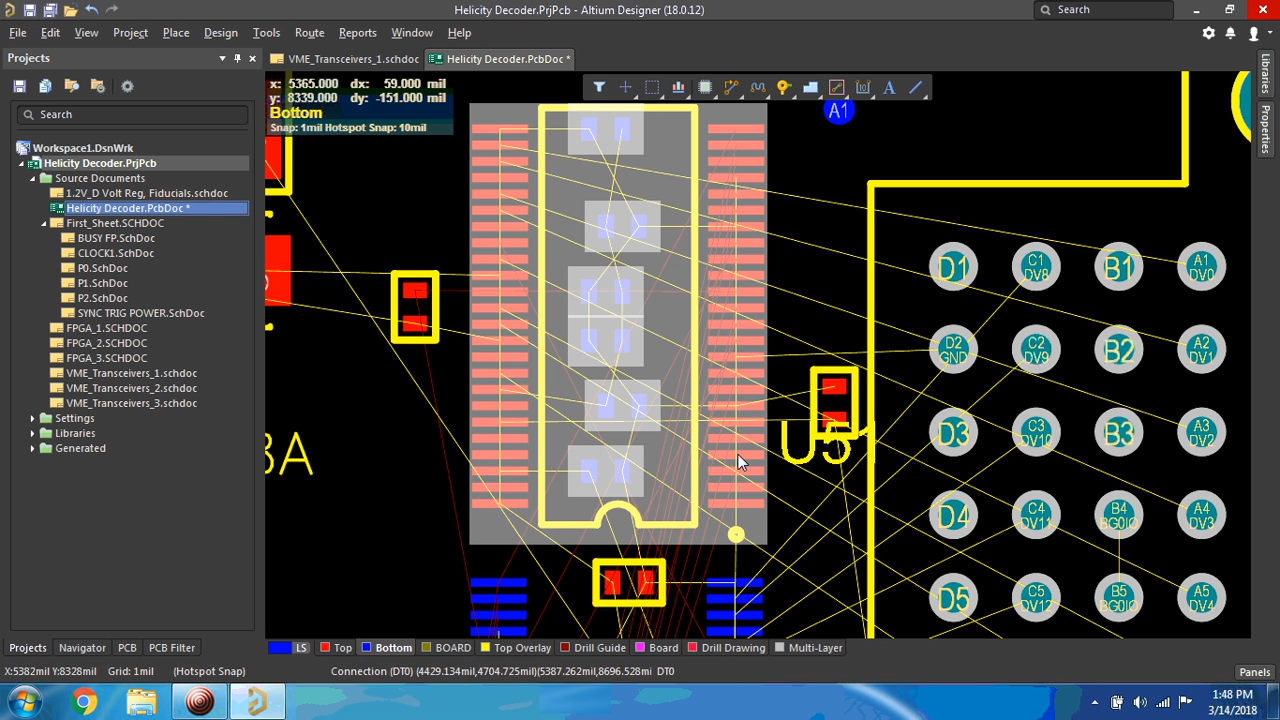 Helicity Decoder.PrjPcb - Altium Designer (18.0.12)
Search
File Edit View Project Place Design Tools Route Reports Window Help
Projects
VME_Transceivers_1.schdoc
Helicity Decoder.PcbDoc *
x: 5365.000 dx: 59.000 mil
y: 8339.000 dy: -151.000 mil
Bottom
Snap: 1mil Hotspot Snap: 10mil
Search
Workspace1.DsnWrk
Helicity Decoder.PrjPcb
Source Documents
1.2V_D Volt Reg, Fiducials.schdoc
Helicity Decoder.PcbDoc *
First_Sheet.SCHDOC
BUSY FP.SchDoc
CLOCK1.SchDoc
P0.SchDoc
P1.SchDoc
P2.SchDoc
SYNC TRIG POWER.SchDoc
FPGA_1.SCHDOC
FPGA_2.SCHDOC
FPGA_3.SCHDOC
VME_Transceivers_1.schdoc
VME_Transceivers_2.schdoc
VME_Transceivers_3.schdoc
Settings
Libraries
Generated
Libraries
Properties
A1
D1 C1 DV8 B1 A1 DV0
D2 GND C2 DV9 B2 A2 DV1
D3 C3 DV10 B3 A3 DV2
D4 C4 DV11 B4 BG0IO A4 DV3
D5 C5 DV12 B5 BG0IO A5 DV4
U51
3A
Projects Navigator PCB PCB Filter
LS Top Bottom BOARD Top Overlay Drill Guide Board Drill Drawing Multi-Layer
X:5382mil Y:8328mil Grid: 1mil (Hotspot Snap) Connection (DT0) (4429.134mil,4704.725mil)(5387.262mil,8696.528mi DT0
Panels
1:48 PM
3/14/2018